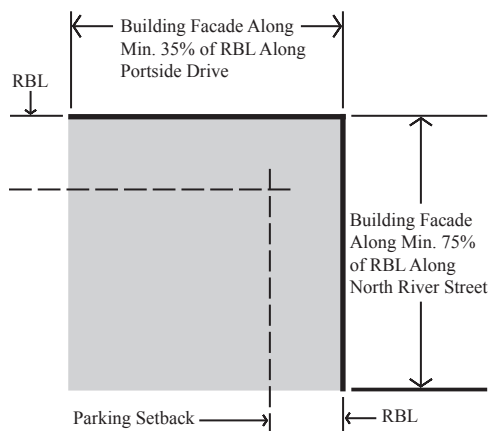 Building Facade Along
Min. 35% of RBL Along
Portside Drive
RBL
Building Facade
Along Min. 75%
of RBL Along
North River Street
Parking Setback
RBL